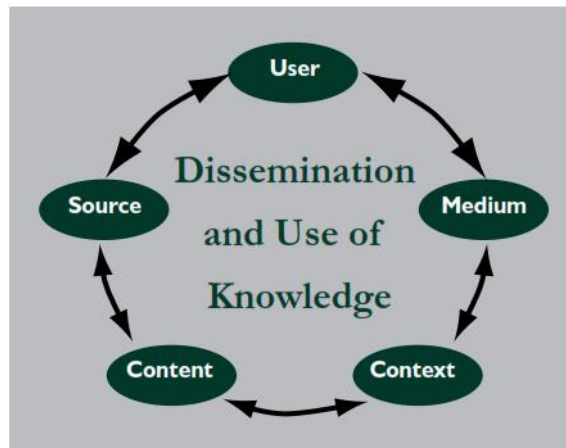 User
Dissemination
and Use of
Knowledge
Source
Medium
Content
Context